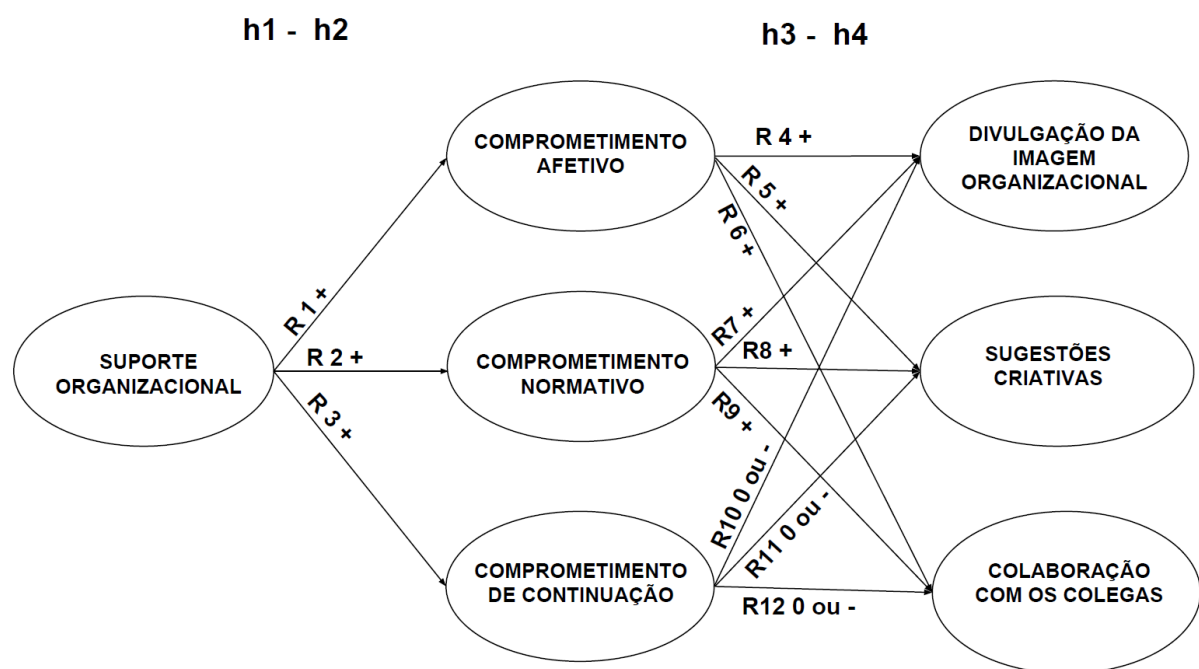 h1 - h2
h3 - h4
COMPROMETIMENTO
AFETIVO
R 4 +
DIVULGAÇÃO DA
IMAGEM
ORGANIZACIONAL
R 5 +
R 6 +
R 1 +
SUPORTE
ORGANIZACIONAL
R 2 +
R 3 +
COMPROMETIMENTO
NORMATIVO
R7 +
R8 +
R9 +
SUGESTÕES
CRIATIVAS
R10 0 ou -
R11 0 ou -
COMPROMETIMENTO
DE CONTINUAÇÃO
R12 0 ou -
COLABORAÇÃO
COM OS COLEGAS